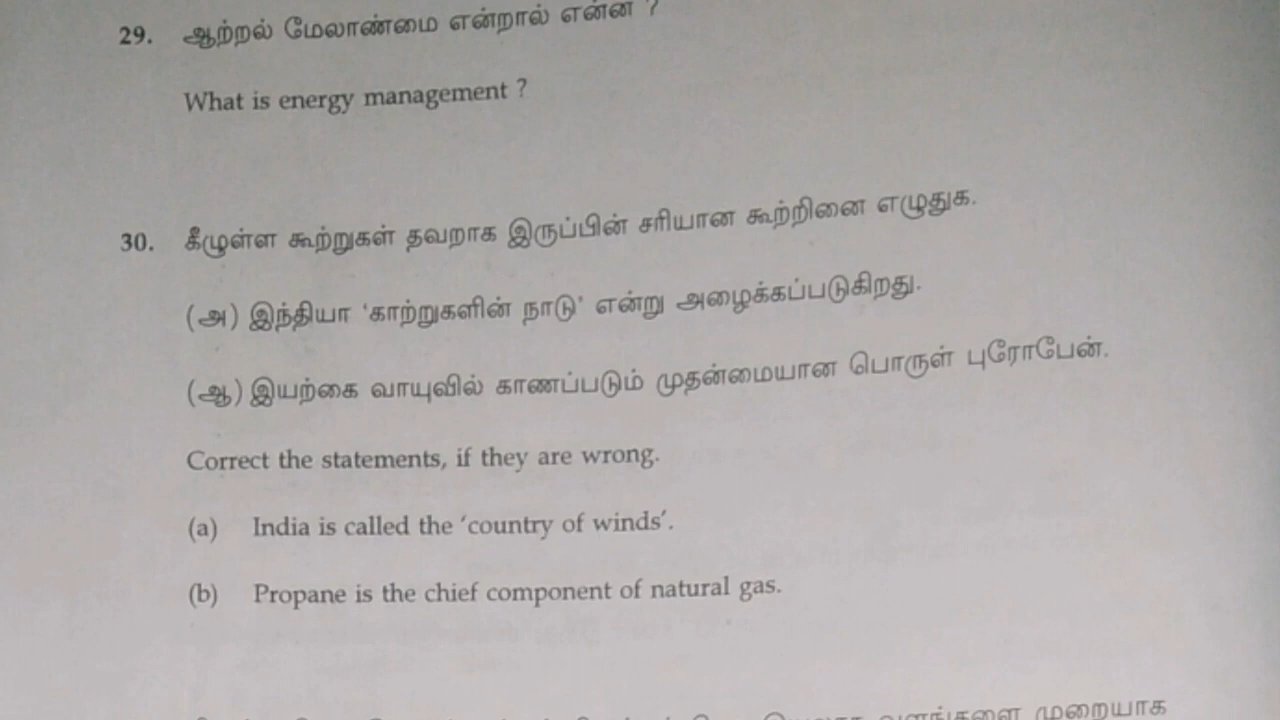 29. ஆற்றல் மேலாண்மை என்றால் என்ன ?
What is energy management ?
30. கீழுள்ள கூற்றுகள் தவறாக இருப்பின் சரியான கூற்றினை எழுதுக.
(அ) இந்தியா 'காற்றுகளின் நாடு' என்று அழைக்கப்படுகிறது.
(ஆ) இயற்கை வாயுவில் காணப்படும் முதன்மையான பொருள் புரோபேன்.
Correct the statements, if they are wrong.
(a) India is called the 'country of winds'.
(b) Propane is the chief component of natural gas.
வளங்களை முறையாக